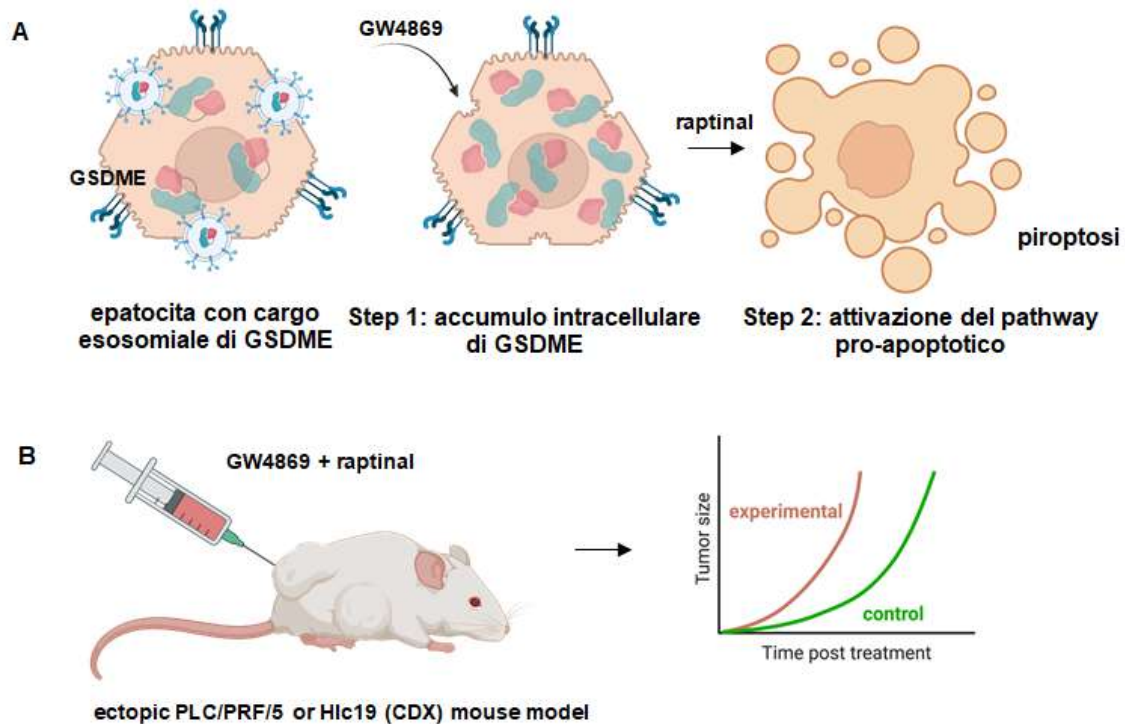 A
GW4869
GSDME
raptinal
piroptosi
epatocita con cargo
esosomiale di GSDME
Step 1: accumulo intracellulare
di GSDME
Step 2: attivazione del pathway
pro-apoptotico
B
GW4869 + raptinal
Tumor size
experimental
control
Time post treatment
ectopic PLC/PRF/5 or Hlc19 (CDX) mouse model